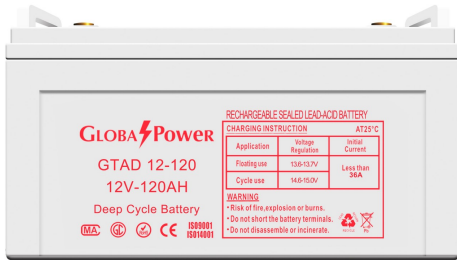 GLOBA POWER
GTAD 12-120
12V-120AH
Deep Cycle Battery
MA
ISO9001
ISO14001
RECHARGEABLE SEALED LEAD-ACID BATTERY
CHARGING INSTRUCTION AT25°C
Application Voltage Regulation Initial Current
Floating use 13.6-13.7V Less than 36A
Cycle use 14.6-15.0V
WARNING
•Risk of fire,explosion or burns.
•Do not short the battery terminals.
•Do not disassemble or incinerate.
Pb